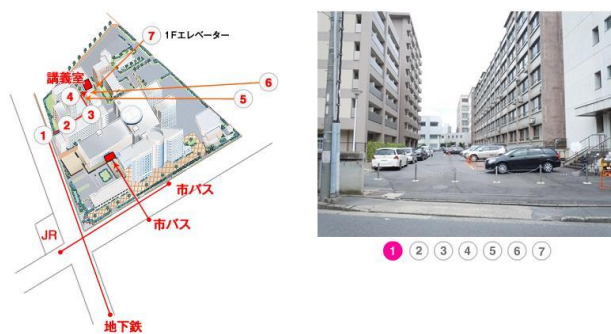 ⑦ 1Fエレベーター
講義室
⑥
④ ⑤
③
① ②
市バス
市バス
JR
地下鉄
① ② ③ ④ ⑤ ⑥ ⑦